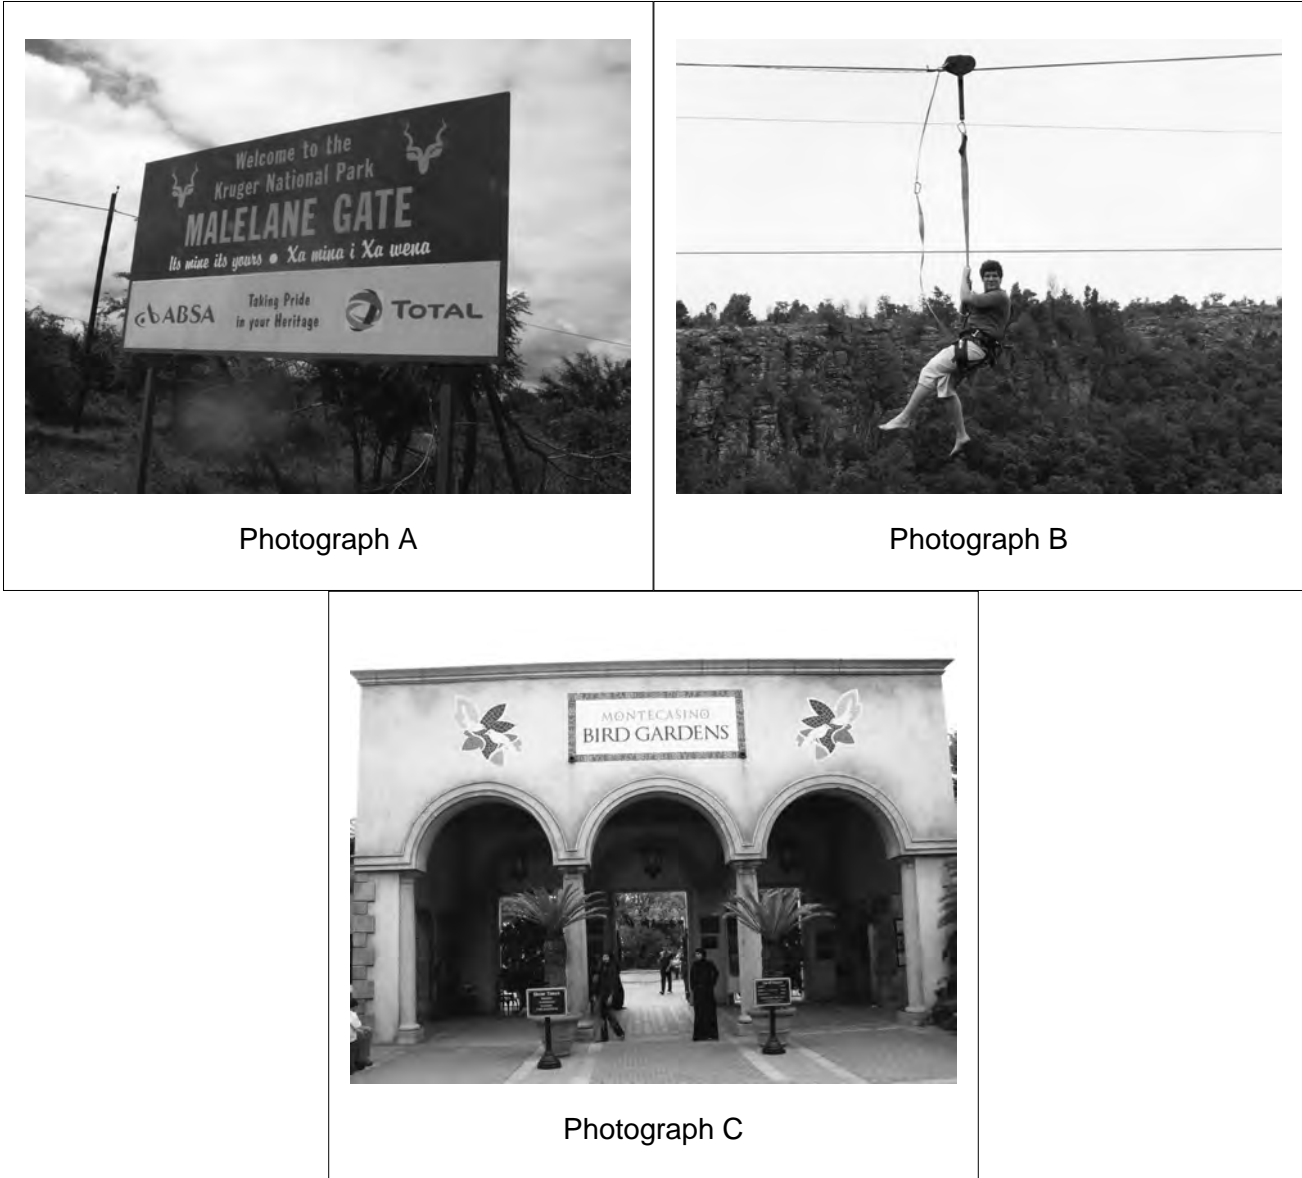 Welcome to the
Kruger National Park
MALELANE GATE
Its mine its yours • Xa mina i Xa wena
ABSA
Taking Pride
in your Heritage
TOTAL
Photograph A
Photograph B
MONTECASINO
BIRD GARDENS
Photograph C